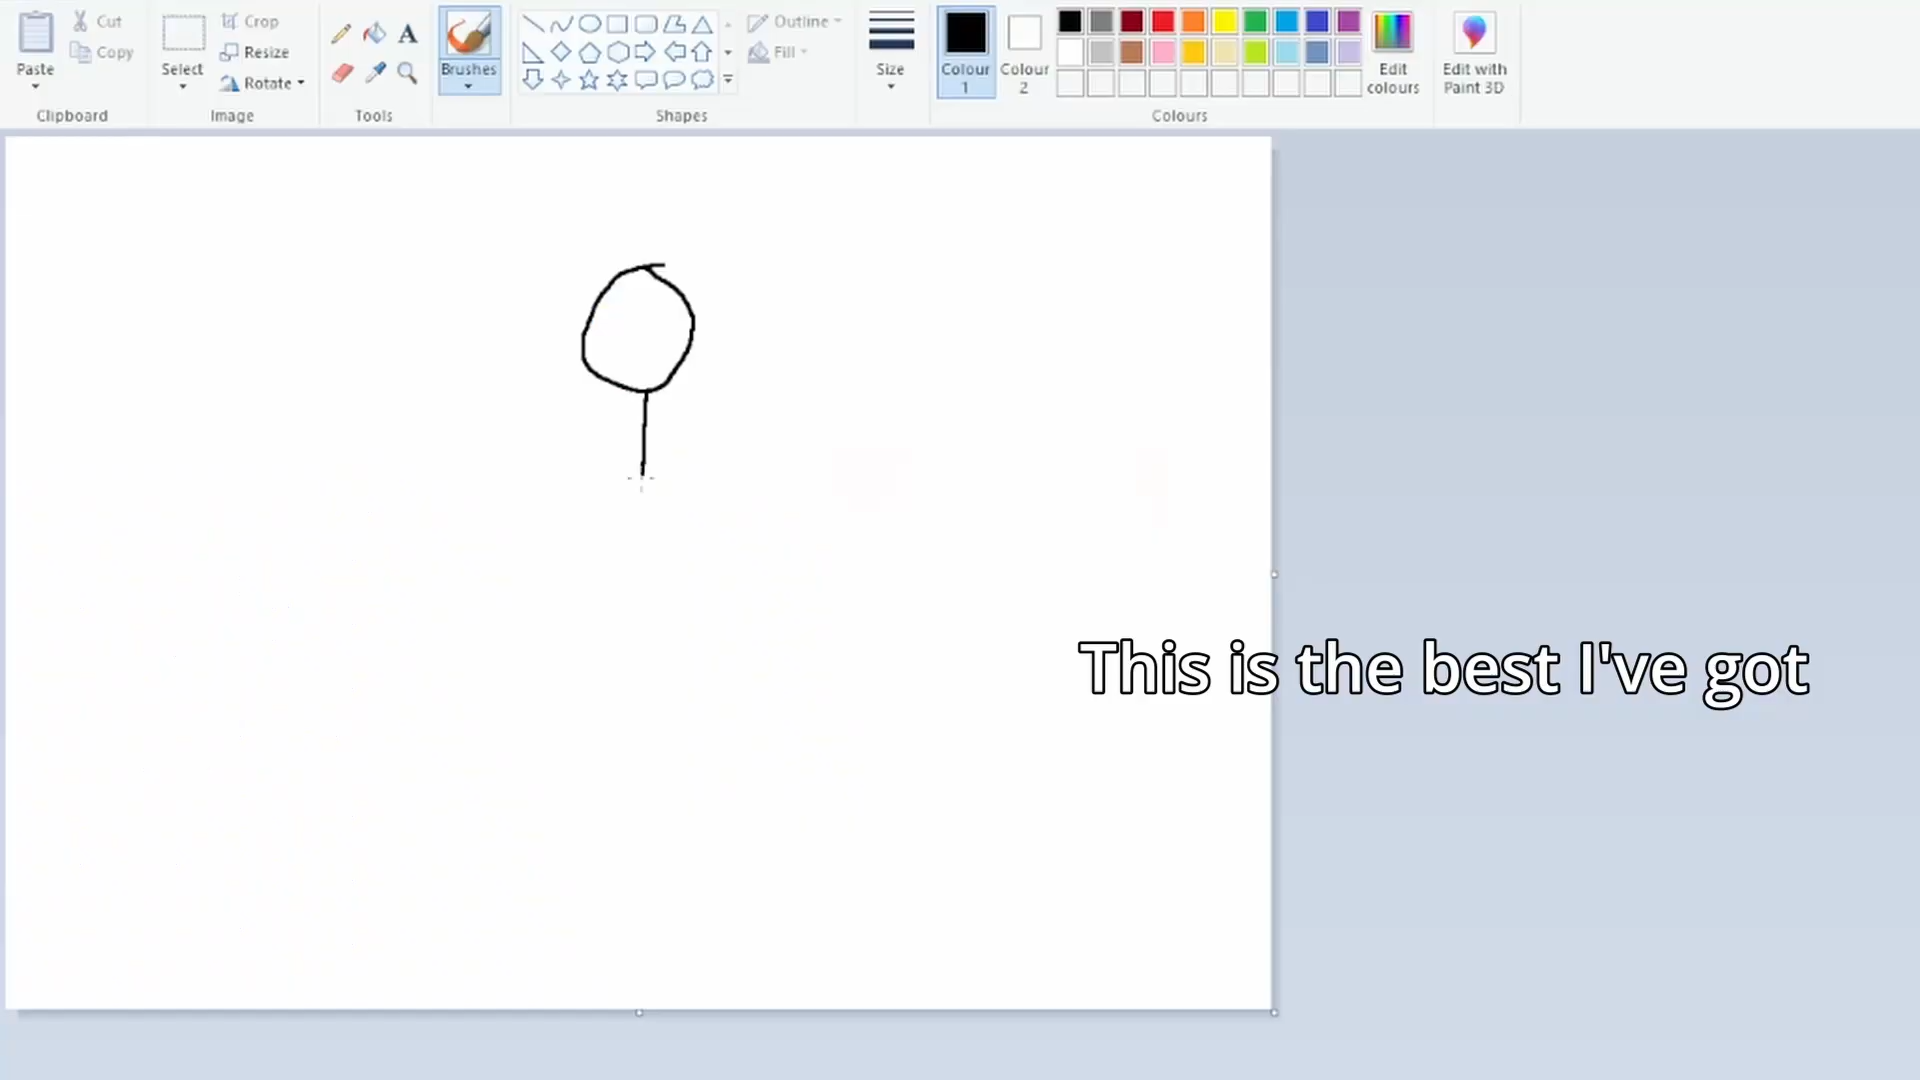 Paste
Cut
Copy
Clipboard
Select
Crop
Resize
Rotate
Image
A
Tools
Brushes
Shapes
Outline
Fill
Size
Colour
1
Colour
2
Colours
Edit
colours
Edit with
Paint 3D
This is the best I've got